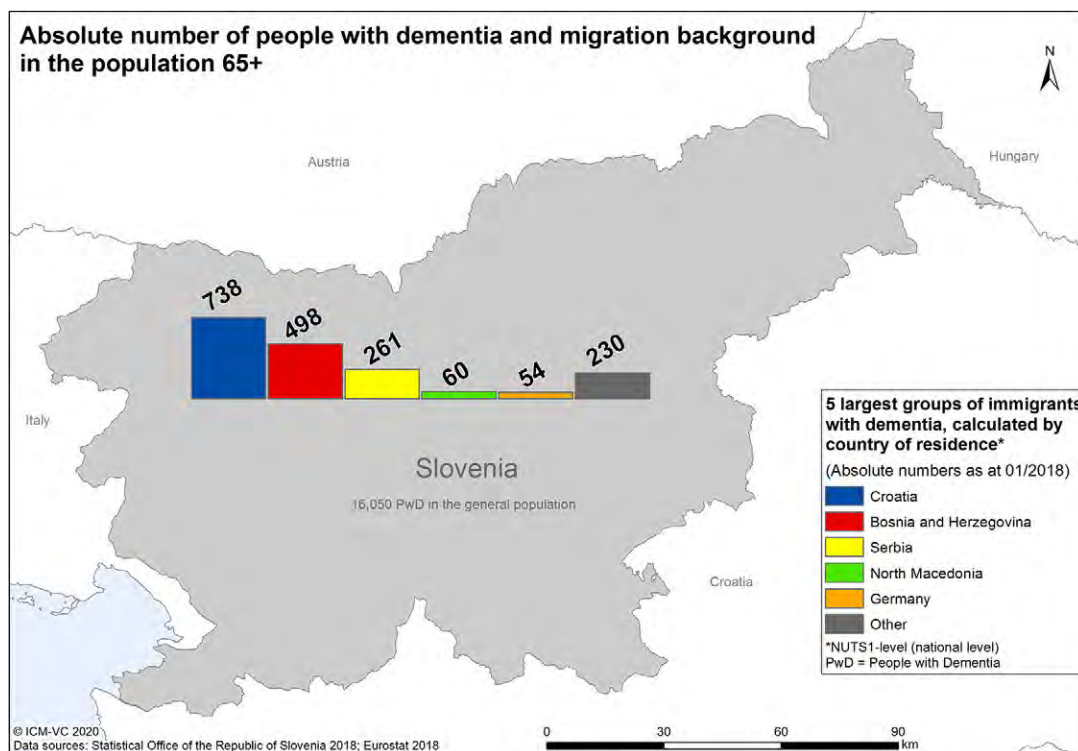 Absolute number of people with dementia and migration background
in the population 65+
N
Austria
Hungary
738
498
261
60
54
230
Italy
Slovenia
16,050 PwD in the general population
Croatia
5 largest groups of immigrants
with dementia, calculated by
country of residence*
(Absolute numbers as at 01/2018)
Croatia
Bosnia and Herzegovina
Serbia
North Macedonia
Germany
Other
*NUTS1-level (national level)
PwD = People with Dementia
© ICM-VC 2020
Data sources: Statistical Office of the Republic of Slovenia 2018; Eurostat 2018
0 30 60 90
km